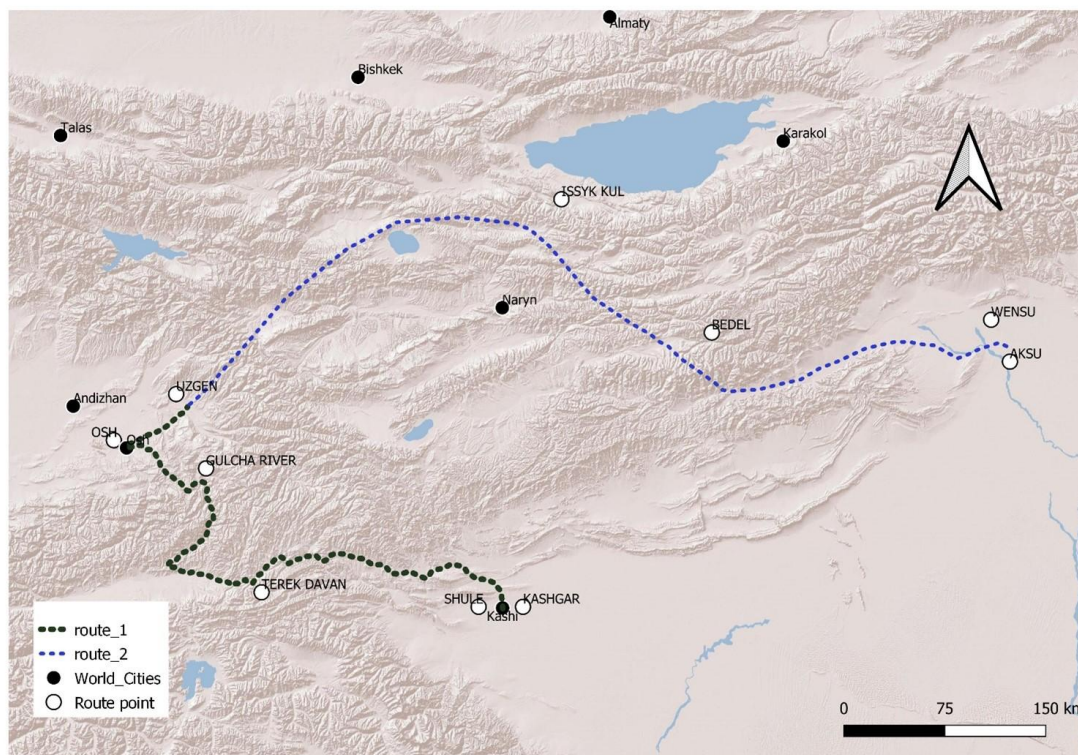 Almaty
Bishkek
Talas
Karakol
ISSYK KUL
Naryn
WENSU
BEDEL
AKSU
UZGEN
Andizhan
OSH
Osh
GULCHA RIVER
TEREK DAVAN
SHULE
KASHGAR
Kashi
route_1
route_2
World_Cities
Route point
0
75
150 km